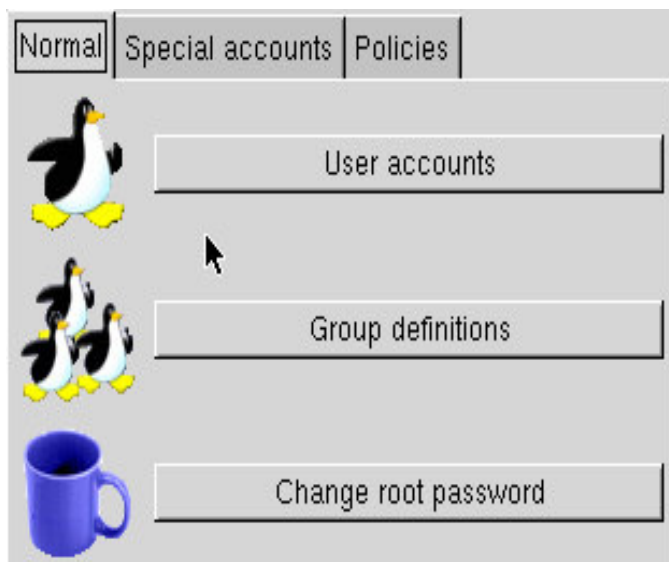 Normal Special accounts Policies
User accounts
Group definitions
Change root password